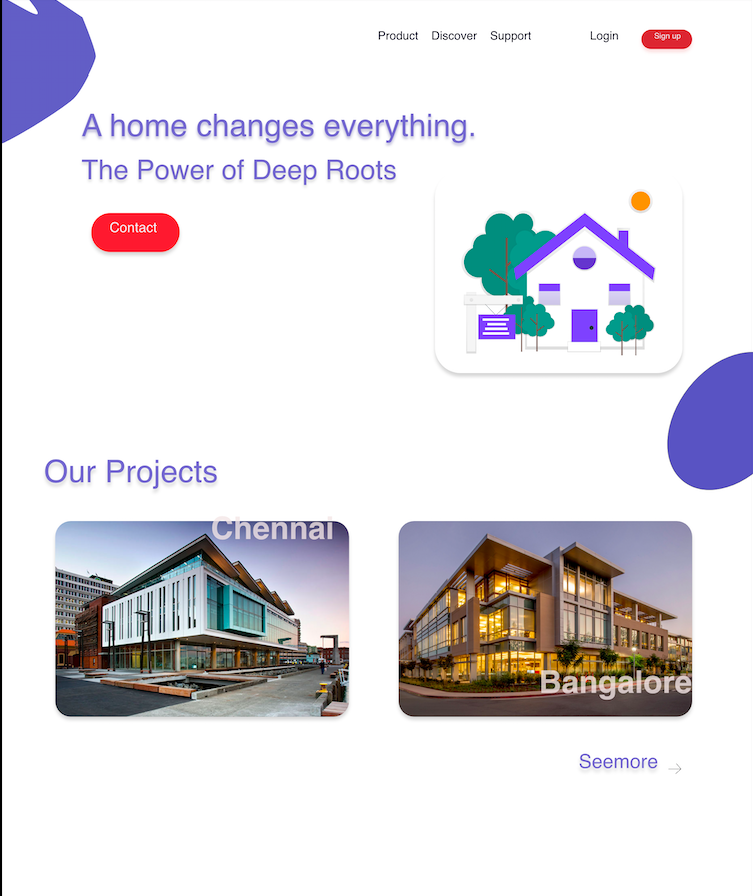 Product Discover Support Login Sign up
A home changes everything.
The Power of Deep Roots
Contact
Our Projects
Chennai
Bangalore
Seemore